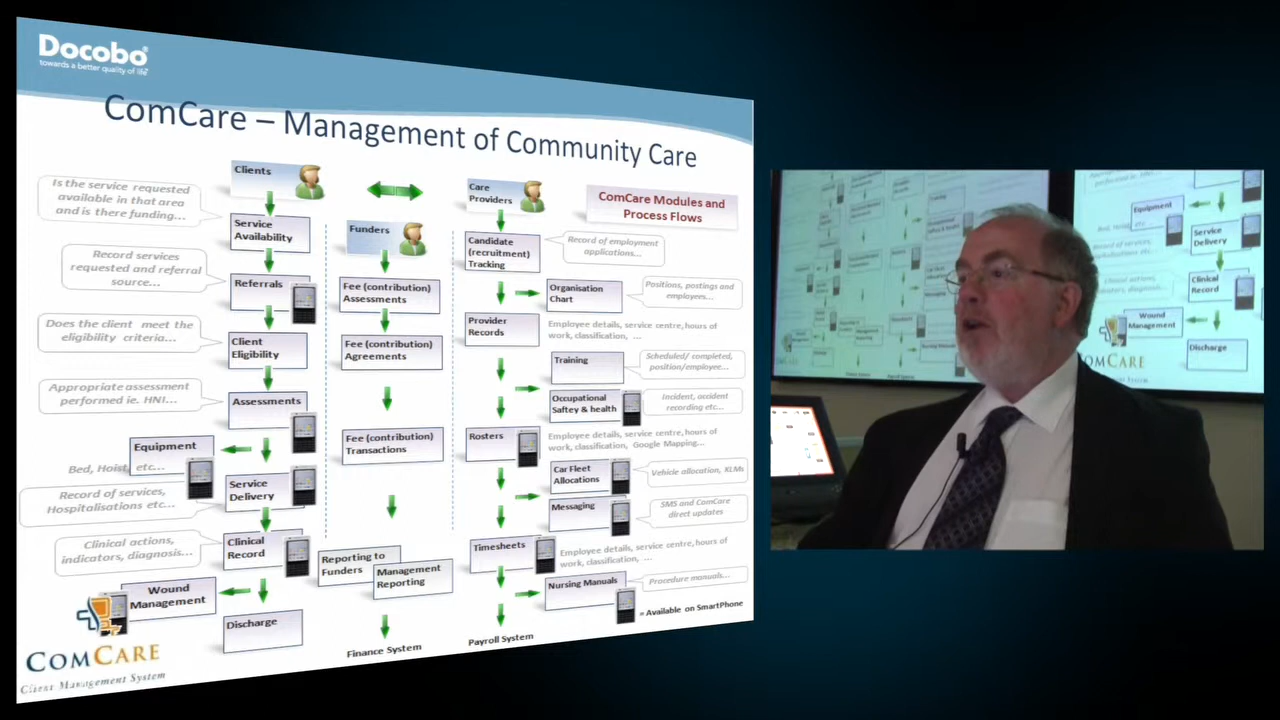 Docobo®
towards a better quality of life
ComCare – Management of Community Care
Clients
Care
Providers
ComCare Modules and
Process Flows
Is the service requested
available in that area
and is there funding...
Service
Availability
Funders
Candidate
(recruitment)
Tracking
Record of employment
applications...
Record services
requested and referral
source...
Referrals
Fee (contribution)
Assessments
Organisation
Chart
Positions, postings and
employees...
Does the client meet the
eligibility criteria...
Client
Eligibility
Fee (contribution)
Agreements
Provider
Records
Employee details, service centre, hours of
work, classification, ...
Training
Scheduled/ completed,
position/employee...
Appropriate assessment
performed ie. HNI...
Assessments
Occupational
Saftey & health
Incident, accident
recording etc...
Equipment
Bed, Hoist, etc...
Fee (contribution)
Transactions
Rosters
Employee details, service centre, hours of
work, classification, Google Mapping...
Record of services,
Hospitalisations etc...
Service
Delivery
Car Fleet
Allocations
Vehicle allocation, KLMs
Messaging
SMS and ComCare
direct updates
Clinical actions,
indicators, diagnosis...
Clinical
Record
Reporting to
Funders
Management
Reporting
Timesheets
Employee details, service centre, hours of
work, classification, ...
Wound
Management
Nursing Manuals
Procedure manuals...
Discharge
= Available on SmartPhone
Finance System
Payroll System
COMCARE
Client Management System
Equipment
Service
Delivery
Clinical
Record
Wound
Management
Discharge